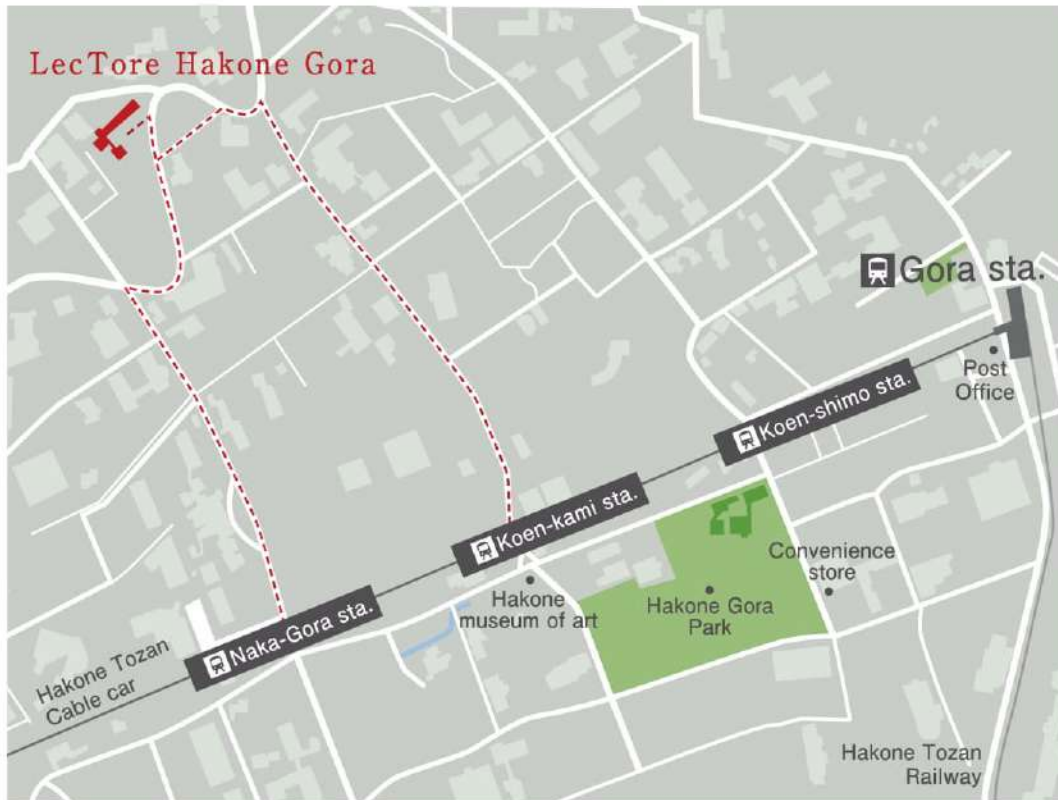 LecTore Hakone Gora
Gora sta.
Post
Office
Koen-shimo sta.
Koen-kami sta.
Convenience
store
Hakone
museum of art
Hakone Gora
Park
Naka-Gora sta.
Hakone Tozan
Cable car
Hakone Tozan
Railway